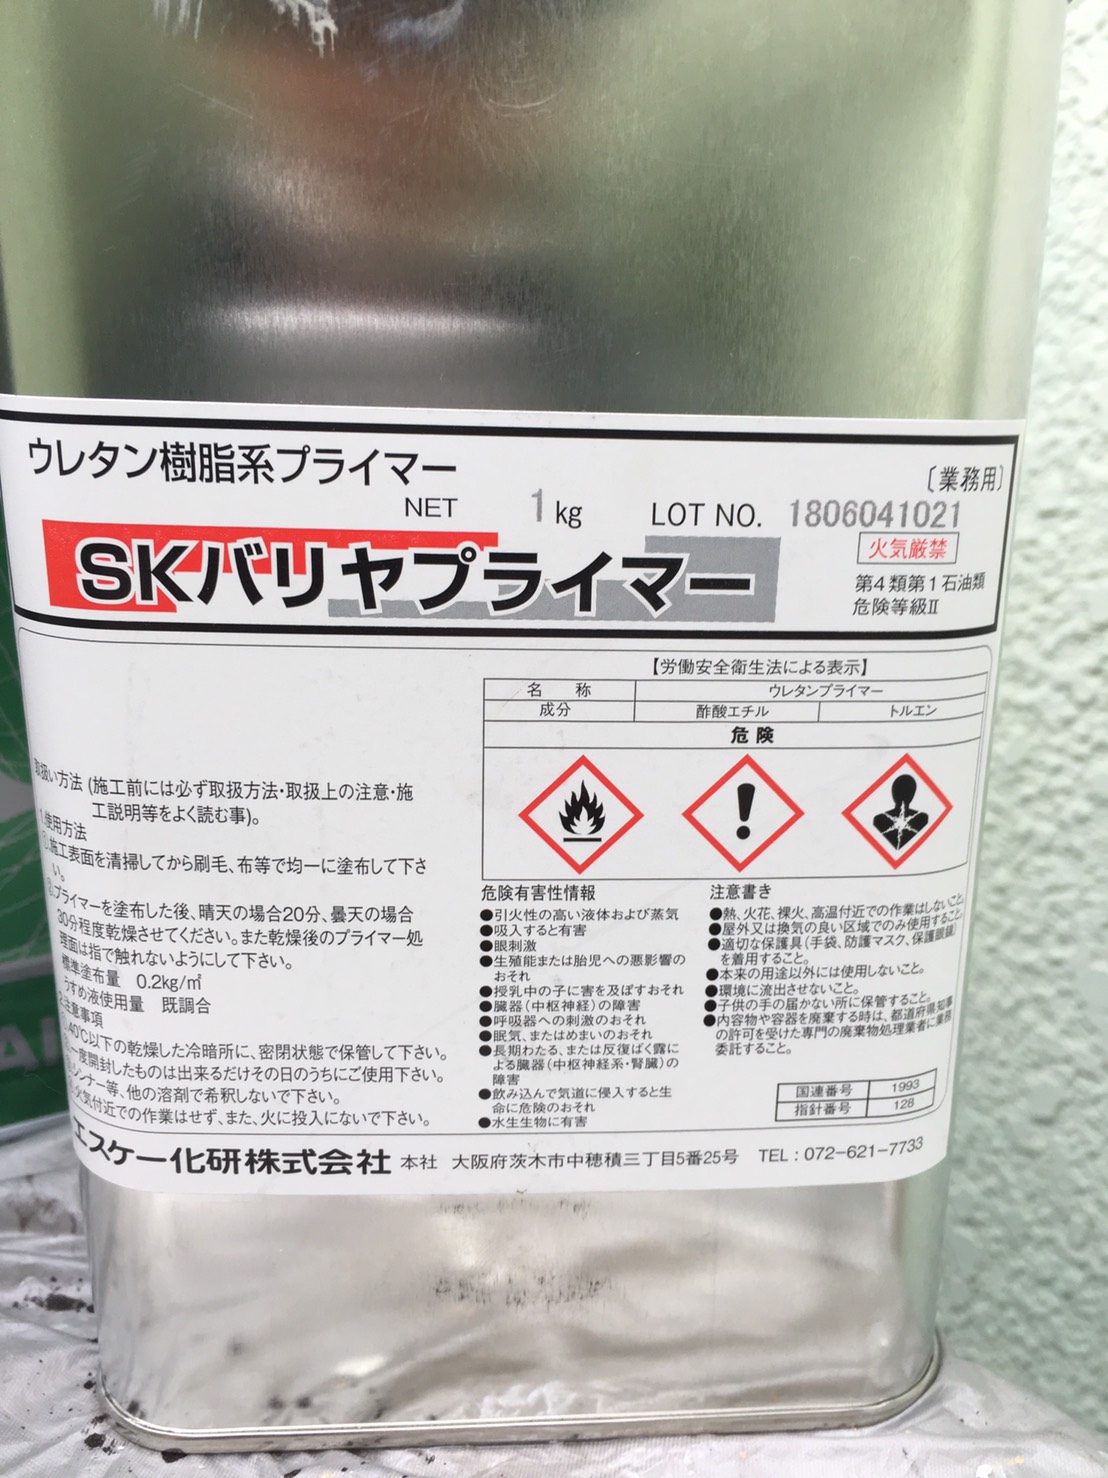 ウレタン樹脂系プライマー
〔業務用〕
NET 1 kg LOT NO. 1806041021
火気厳禁
SKバリヤプライマー
第4類第1石油類
危険等級Ⅱ
【労働安全衛生法による表示】
名 称 ウレタンプライマー
成分 酢酸エチル トルエン
危険
取扱い方法 (施工前には必ず取扱方法・取扱上の注意・施
工説明等をよく読む事)。
使用方法
施工表面を清掃してから刷毛、布等で均一に塗布して下さ
い。
プライマーを塗布した後、晴天の場合20分、曇天の場合
30分程度乾燥させてください。また乾燥後のプライマー処
理面は指で触れないようにして下さい。
標準塗布量 0.2kg/㎡
うすめ液使用量 既調合
注意事項
40℃以下の乾燥した冷暗所に、密閉状態で保管して下さい。
一度開封したものは出来るだけその日のうちにご使用下さい。
シンナー等、他の溶剤で希釈しないで下さい。
火気付近での作業はせず、また、火に投入にないで下さい。
危険有害性情報
●引火性の高い液体および蒸気
●吸入すると有害
●眼刺激
●生殖能または胎児への悪影響の
おそれ
●授乳中の子に害を及ぼすおそれ
●臓器(中枢神経)の障害
●呼吸器への刺激のおそれ
●眠気、またはめまいのおそれ
●長期わたる、または反復ばく露に
よる臓器(中枢神経系・腎臓)の
障害
●飲み込んで気道に侵入すると生
命に危険のおそれ
●水生生物に有害
注意書き
●熱、火花、裸火、高温付近での作業はしないこと。
●屋外又は換気の良い区域でのみ使用すること。
●適切な保護具(手袋、防護マスク、保護眼鏡)
を着用すること。
●本来の用途以外には使用しないこと。
●環境に流出させないこと。
●子供の手の届かない所に保管すること。
●内容物や容器を廃棄する時は、都道府県知事
の許可を受けた専門の廃棄物処理業者に業務
委託すること。
国連番号 1993
指針番号 128
エスケー化研株式会社 本社 大阪府茨木市中穂積三丁目5番25号 TEL:072-621-7733